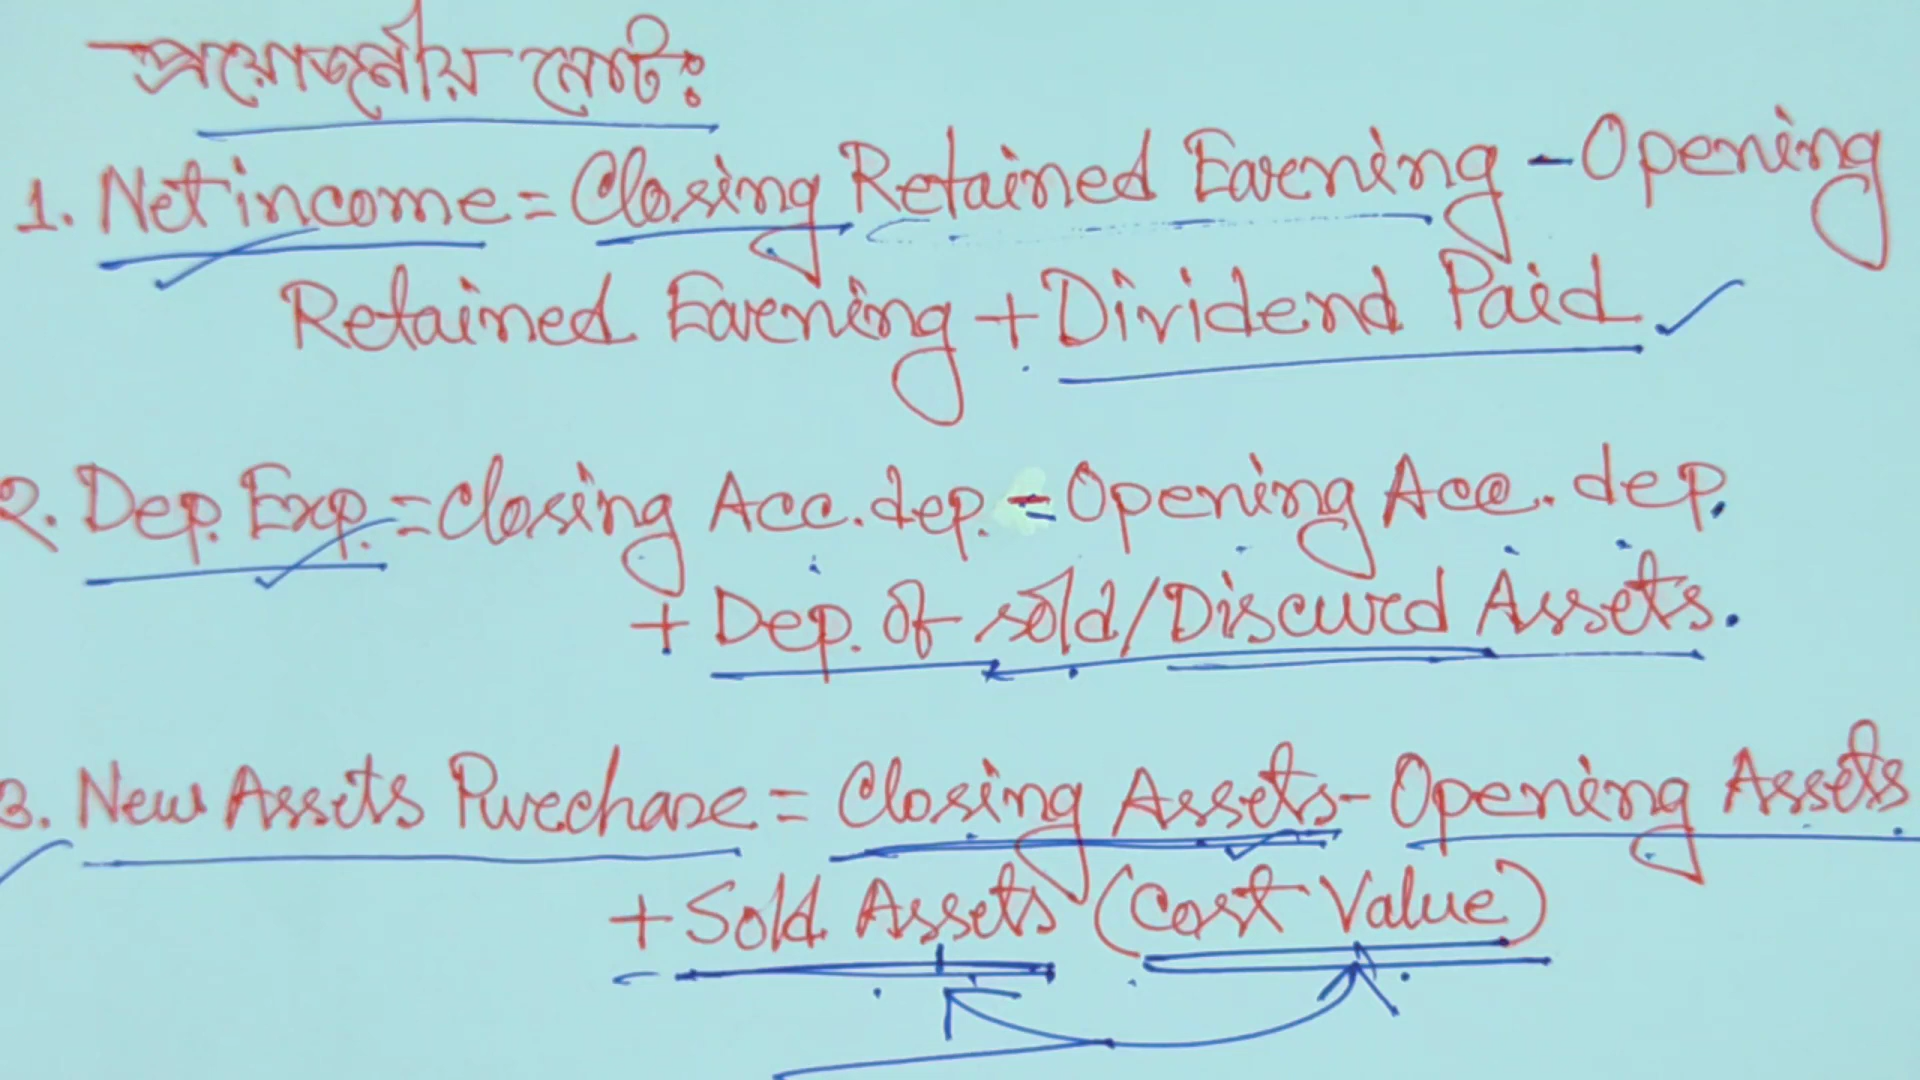 প্রয়োজনীয় নোট:
1. Net income = Closing Retained Earning - Opening
Retained Earning + Dividend Paid
2. Dep. Exp. = Closing Acc. dep. - Opening Acc. dep.
+ Dep. of sold/Discurd Assets.
3. New Assets Purchase = Closing Assets - Opening Assets
+ Sold Assets (Cost Value)